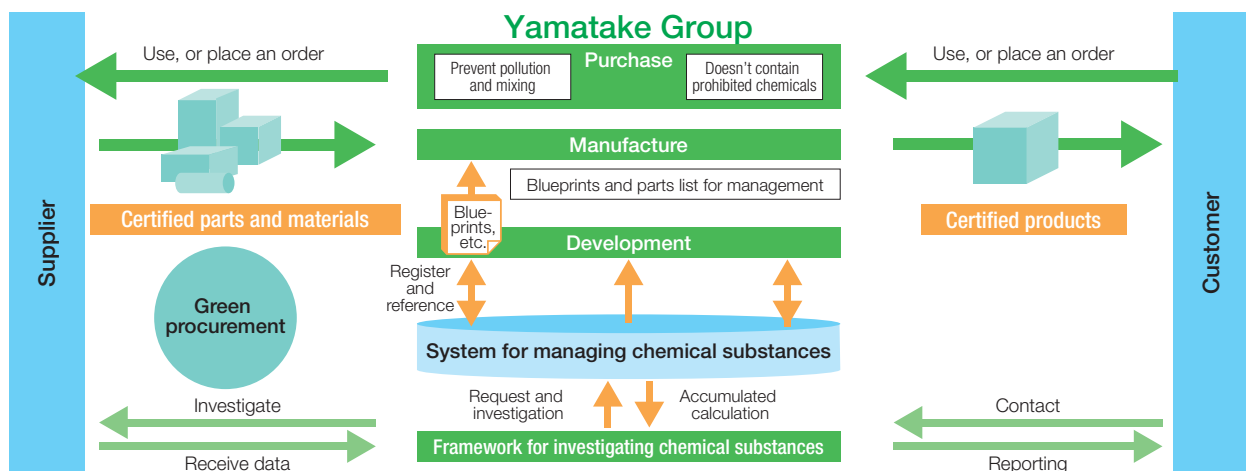 Yamatake Group
Use, or place an order
Purchase
Prevent pollution
and mixing
Doesn't contain
prohibited chemicals
Use, or place an order
Manufacture
Blueprints and parts list for management
Certified parts and materials
Blue-
prints,
etc.
Development
Certified products
Supplier
Customer
Register
and
reference
Green
procurement
System for managing chemical substances
Investigate
Request and
investigation
Accumulated
calculation
Contact
Framework for investigating chemical substances
Receive data
Reporting